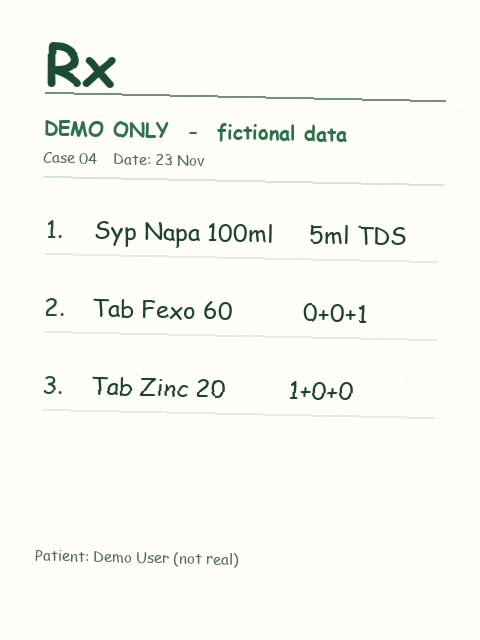 Rx
DEMO ONLY - fictional data
Case 04 Date: 23 Nov
1. Syp Napa 100ml 5ml TDS
2. Tab Fexo 60 0+0+1
3. Tab Zinc 20 1+0+0
Patient: Demo User (not real)